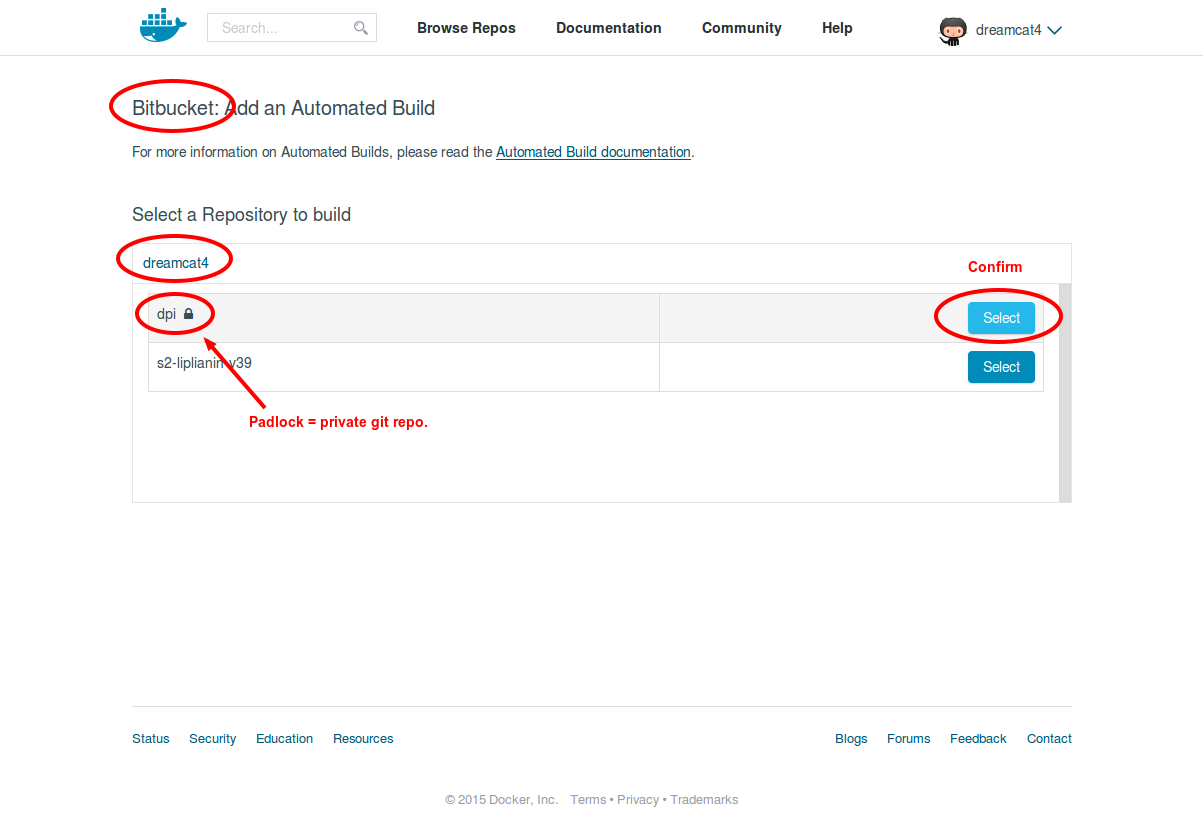 Search... Browse Repos Documentation Community Help dreamcat4
Bitbucket: Add an Automated Build
For more information on Automated Builds, please read the Automated Build documentation.
Select a Repository to build
dreamcat4 Confirm
dpi Select
s2-liplianin-v39 Select
Padlock = private git repo.
Status Security Education Resources Blogs Forums Feedback Contact
© 2015 Docker, Inc. Terms • Privacy • Trademarks